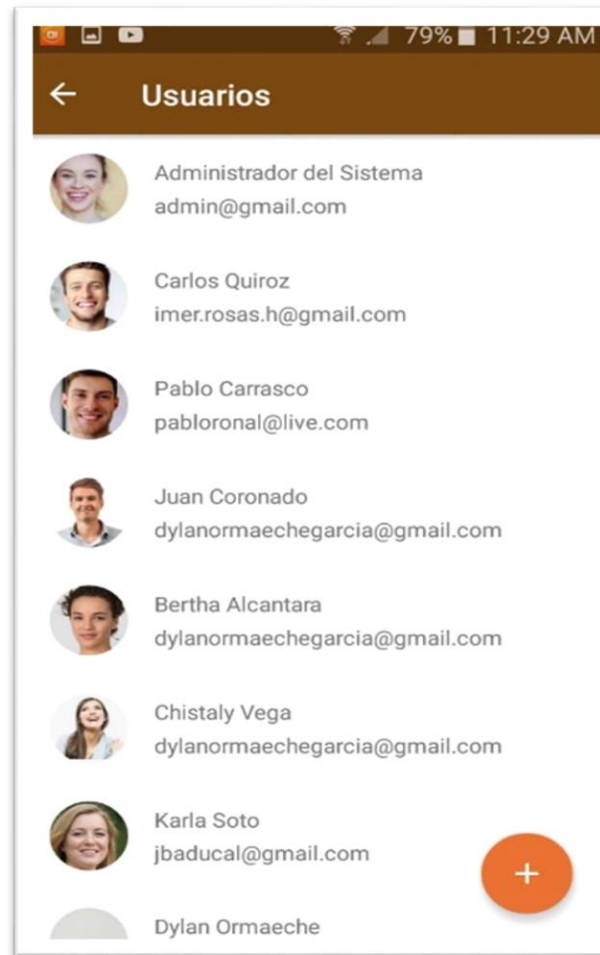 79% 11:29 AM
Usuarios
Administrador del Sistema
admin@gmail.com
Carlos Quiroz
imer.rosas.h@gmail.com
Pablo Carrasco
pabloronal@live.com
Juan Coronado
dylanormaechegarcia@gmail.com
Bertha Alcantara
dylanormaechegarcia@gmail.com
Chistaly Vega
dylanormaechegarcia@gmail.com
Karla Soto
jbaducal@gmail.com
+
Dylan Ormaeche